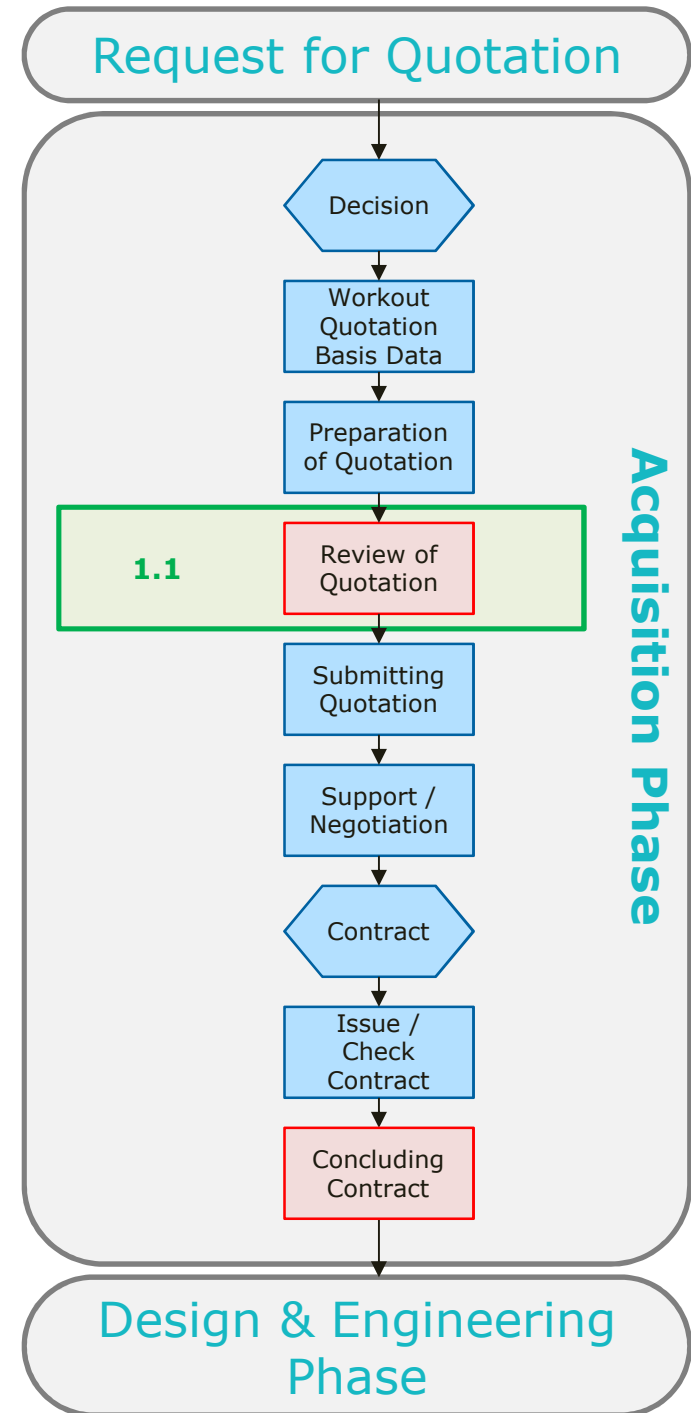 Request for Quotation
Decision
Workout
Quotation
Basis Data
Preparation
of Quotation
1.1
Review of
Quotation
Submitting
Quotation
Support /
Negotiation
Contract
Issue /
Check
Contract
Concluding
Contract
Acquisition Phase
Design & Engineering
Phase